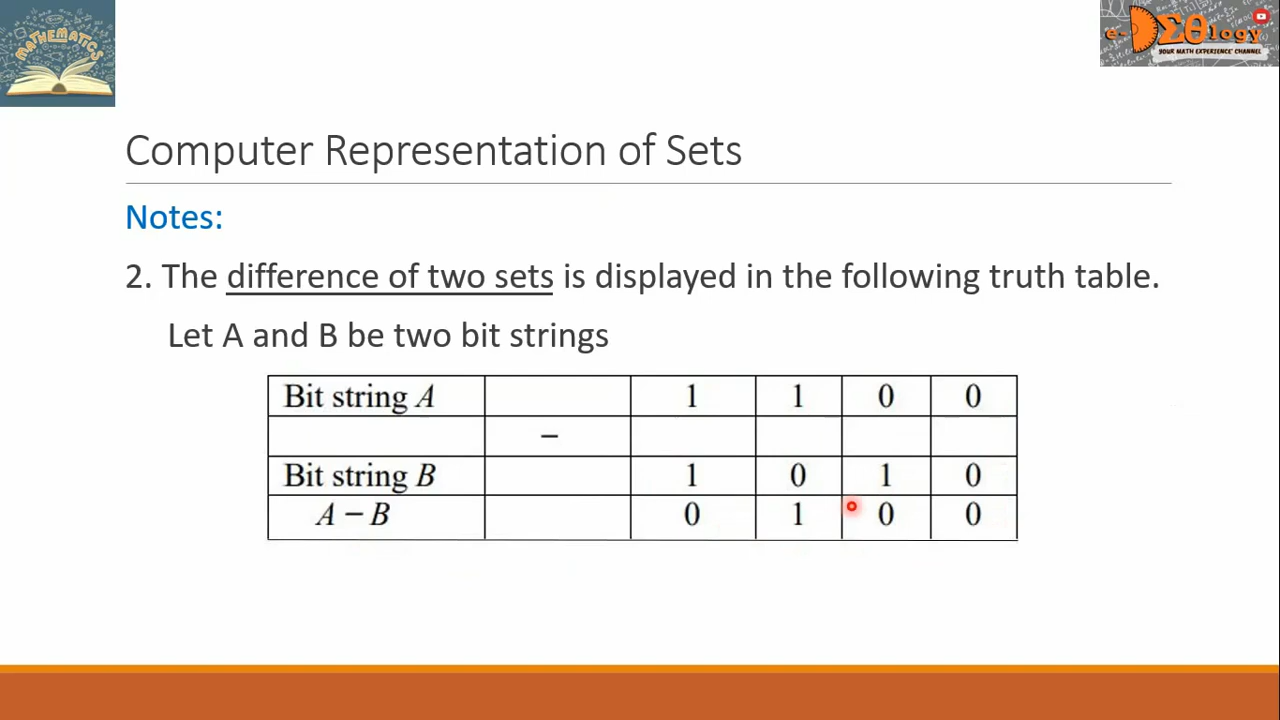 MATHEMATICS
e-DΣθlogy
YOUR MATH EXPERIENCE CHANNEL
Computer Representation of Sets
Notes:
2. The difference of two sets is displayed in the following truth table.
Let A and B be two bit strings
Bit string A 1 1 0 0
−
Bit string B 1 0 1 0
A − B 0 1 0 0